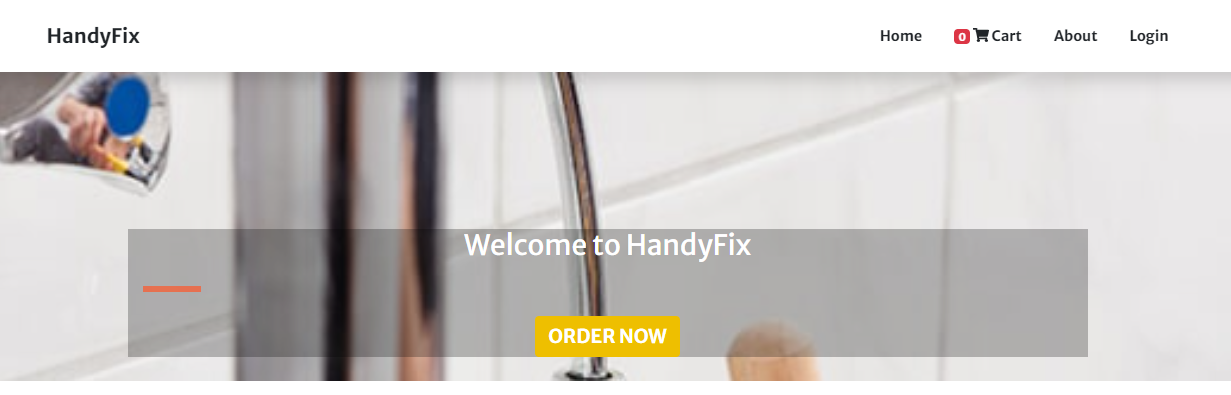 HandyFix
Home
0 Cart
About
Login
Welcome to HandyFix
ORDER NOW